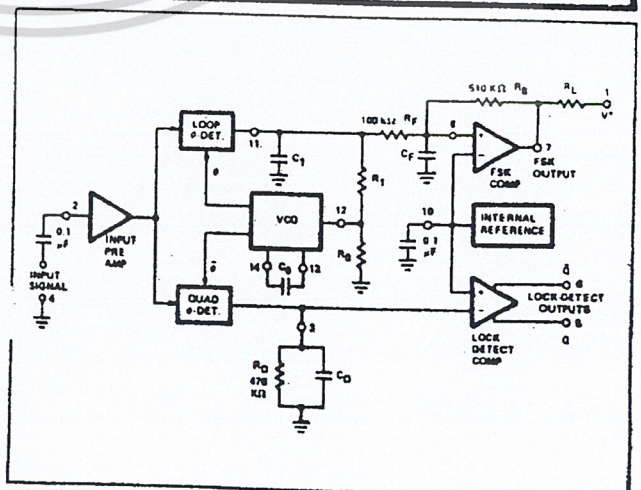 510 KΩ RB RL 1
V+
LOOP
φ-DET.
11
100 kΩ RF
8
+
−
7
FSK
OUTPUT
FSK
COMP
C1
CF
R1
φ
VCO
12
10
INTERNAL
REFERENCE
0.1
µF
R0
2
INPUT
PRE
AMP
0.1
µF
INPUT
SIGNAL
4
14
C0
13
QUAD
φ-DET.
3
RD
470
KΩ
CD
+
−
Q
6
LOCK-DETECT
OUTPUTS
5
Q
LOCK
DETECT
COMP